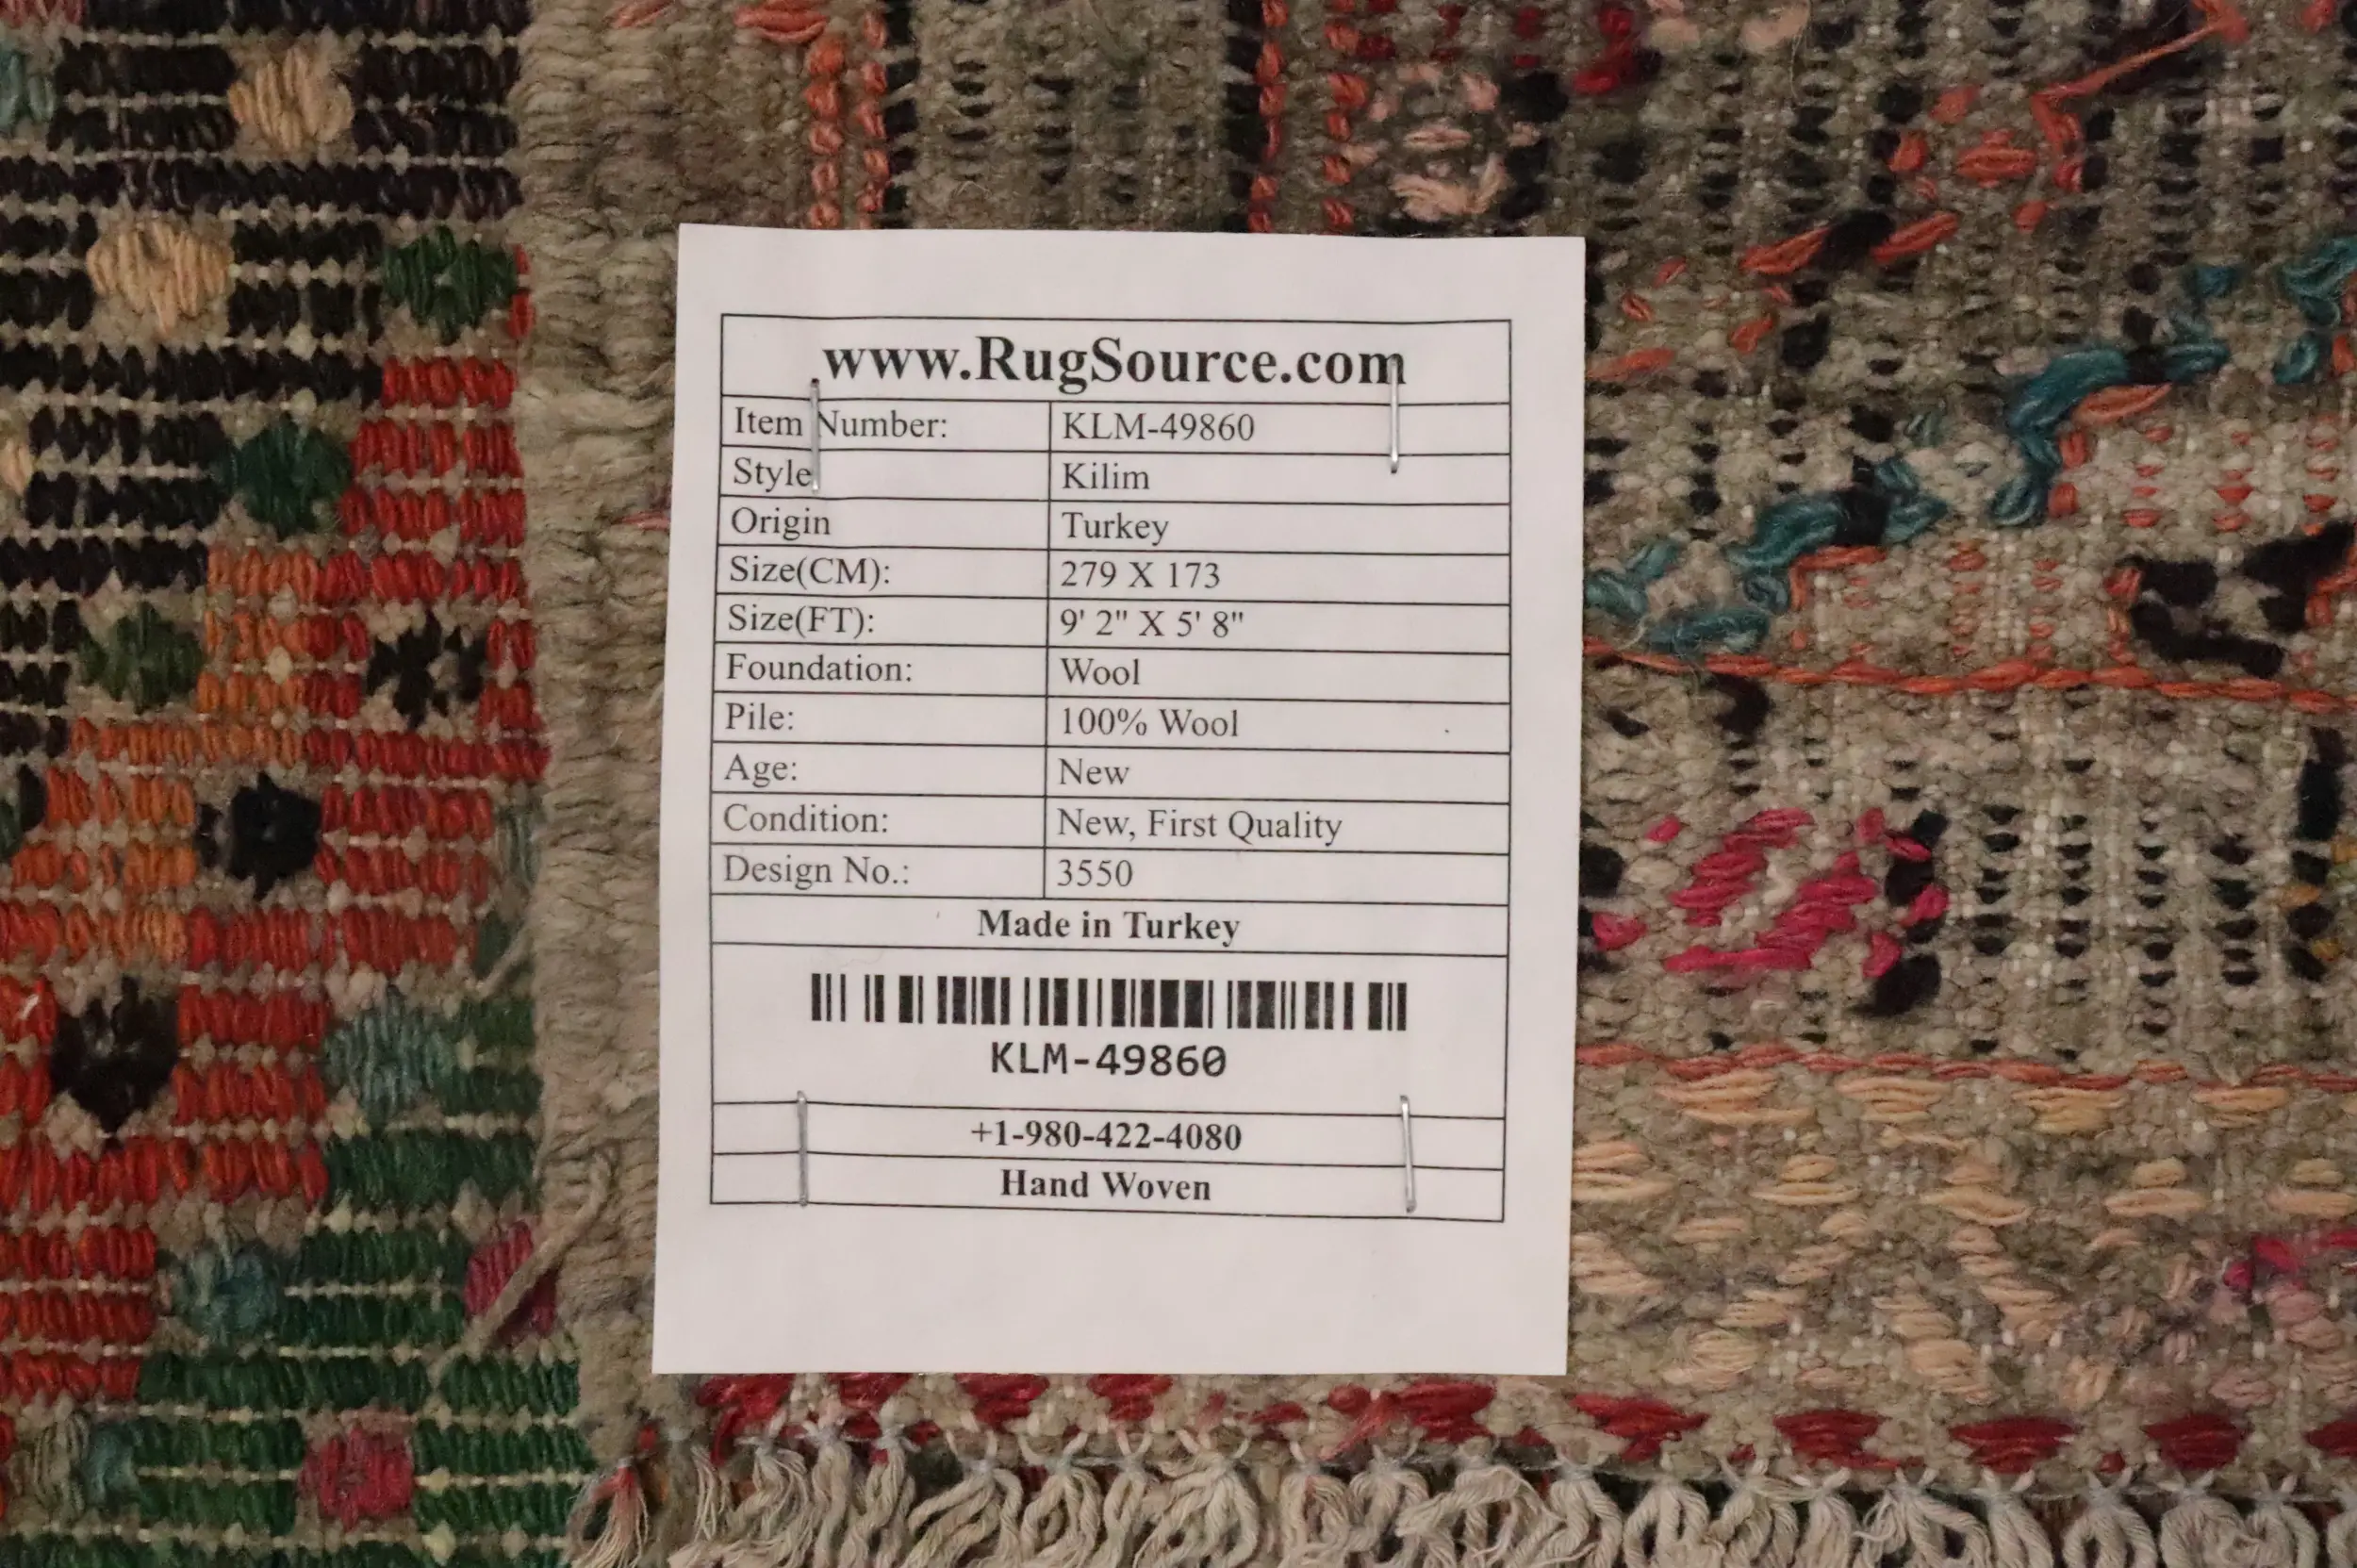 www.RugSource.com
Item Number: KLM-49860
Style Kilim
Origin Turkey
Size(CM): 279 X 173
Size(FT): 9' 2" X 5' 8"
Foundation: Wool
Pile: 100% Wool
Age: New
Condition: New, First Quality
Design No.: 3550
Made in Turkey
KLM-49860
+1-980-422-4080
Hand Woven